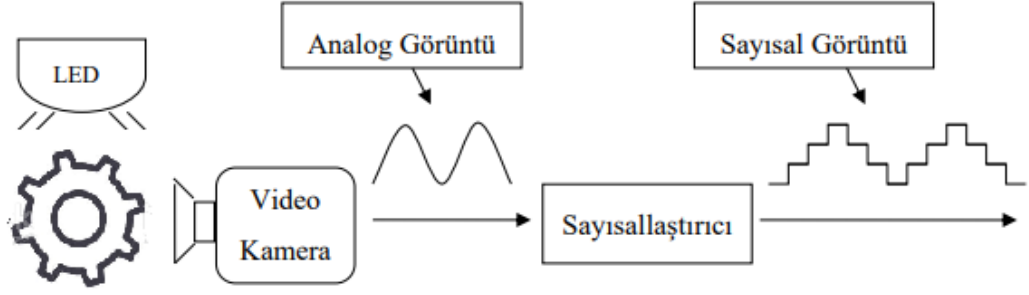 LED
Analog Görüntü
Sayısal Görüntü
Video
Kamera
Sayısallaştırıcı